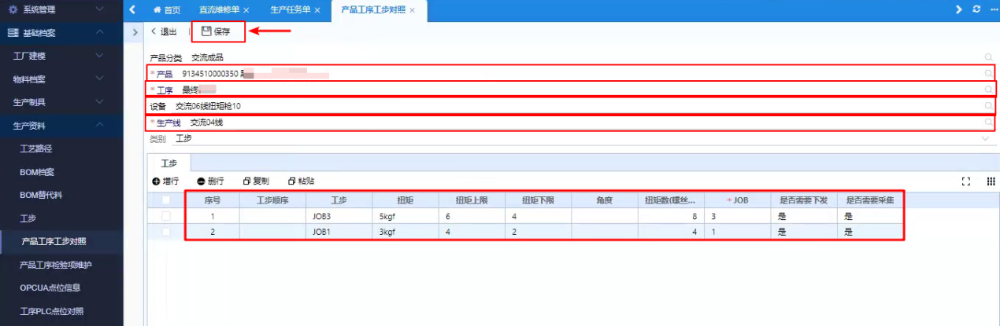 系统管理
首页 直流维修单 × 生产任务单 × 产品工序工步对照 ×
基础档案
退出 保存
工厂建模
产品分类 交流成品
* 产品 9134510000350
物料档案
* 工序 最终
生产制具
设备 交流06线扭矩枪10
生产资料
* 生产线 交流04线
类别 工步
工艺路径
工步
BOM档案
增行 删行 复制 粘贴
BOM替代料
序号 工步顺序 工步 扭矩 扭矩上限 扭矩下限 角度 扭矩数(螺丝... * JOB 是否需要下发 是否需要采集
工步
1 JOB3 5kgf 6 4 8 3 是 是
2 JOB1 3kgf 4 2 4 1 是 是
产品工序工步对照
产品工序检验项维护
OPCUA点位信息
工序PLC点位对照